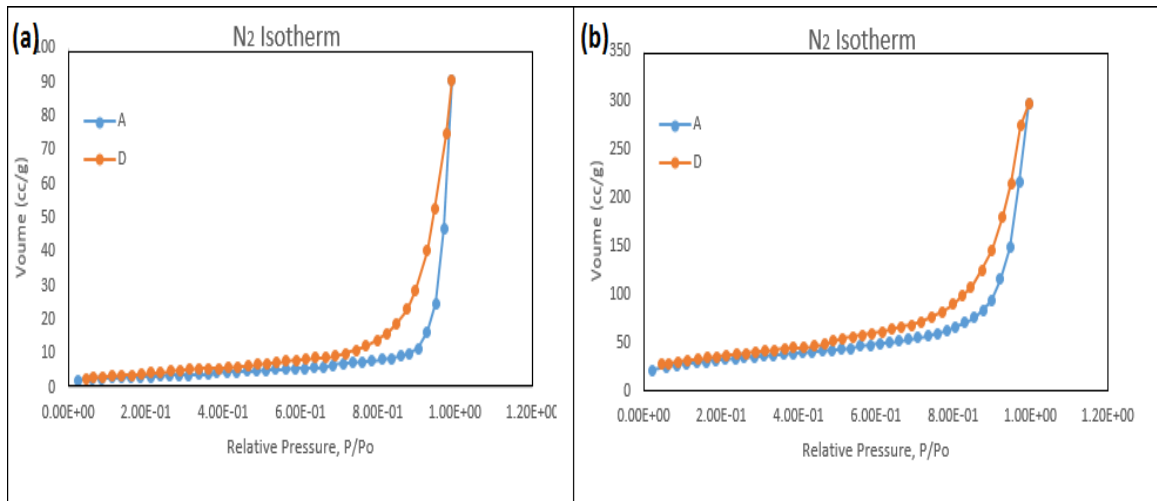 (a)
N2 Isotherm
100
90
80
70
60
50
40
30
20
10
0
Voume (cc/g)
A
D
0.00E+00 2.00E-01 4.00E-01 6.00E-01 8.00E-01 1.00E+00 1.20E+00
Relative Pressure, P/Po
(b)
N2 Isotherm
350
300
250
200
150
100
50
0
Voume (cc/g)
A
D
0.00E+00 2.00E-01 4.00E-01 6.00E-01 8.00E-01 1.00E+00 1.20E+00
Relative Pressure, P/Po